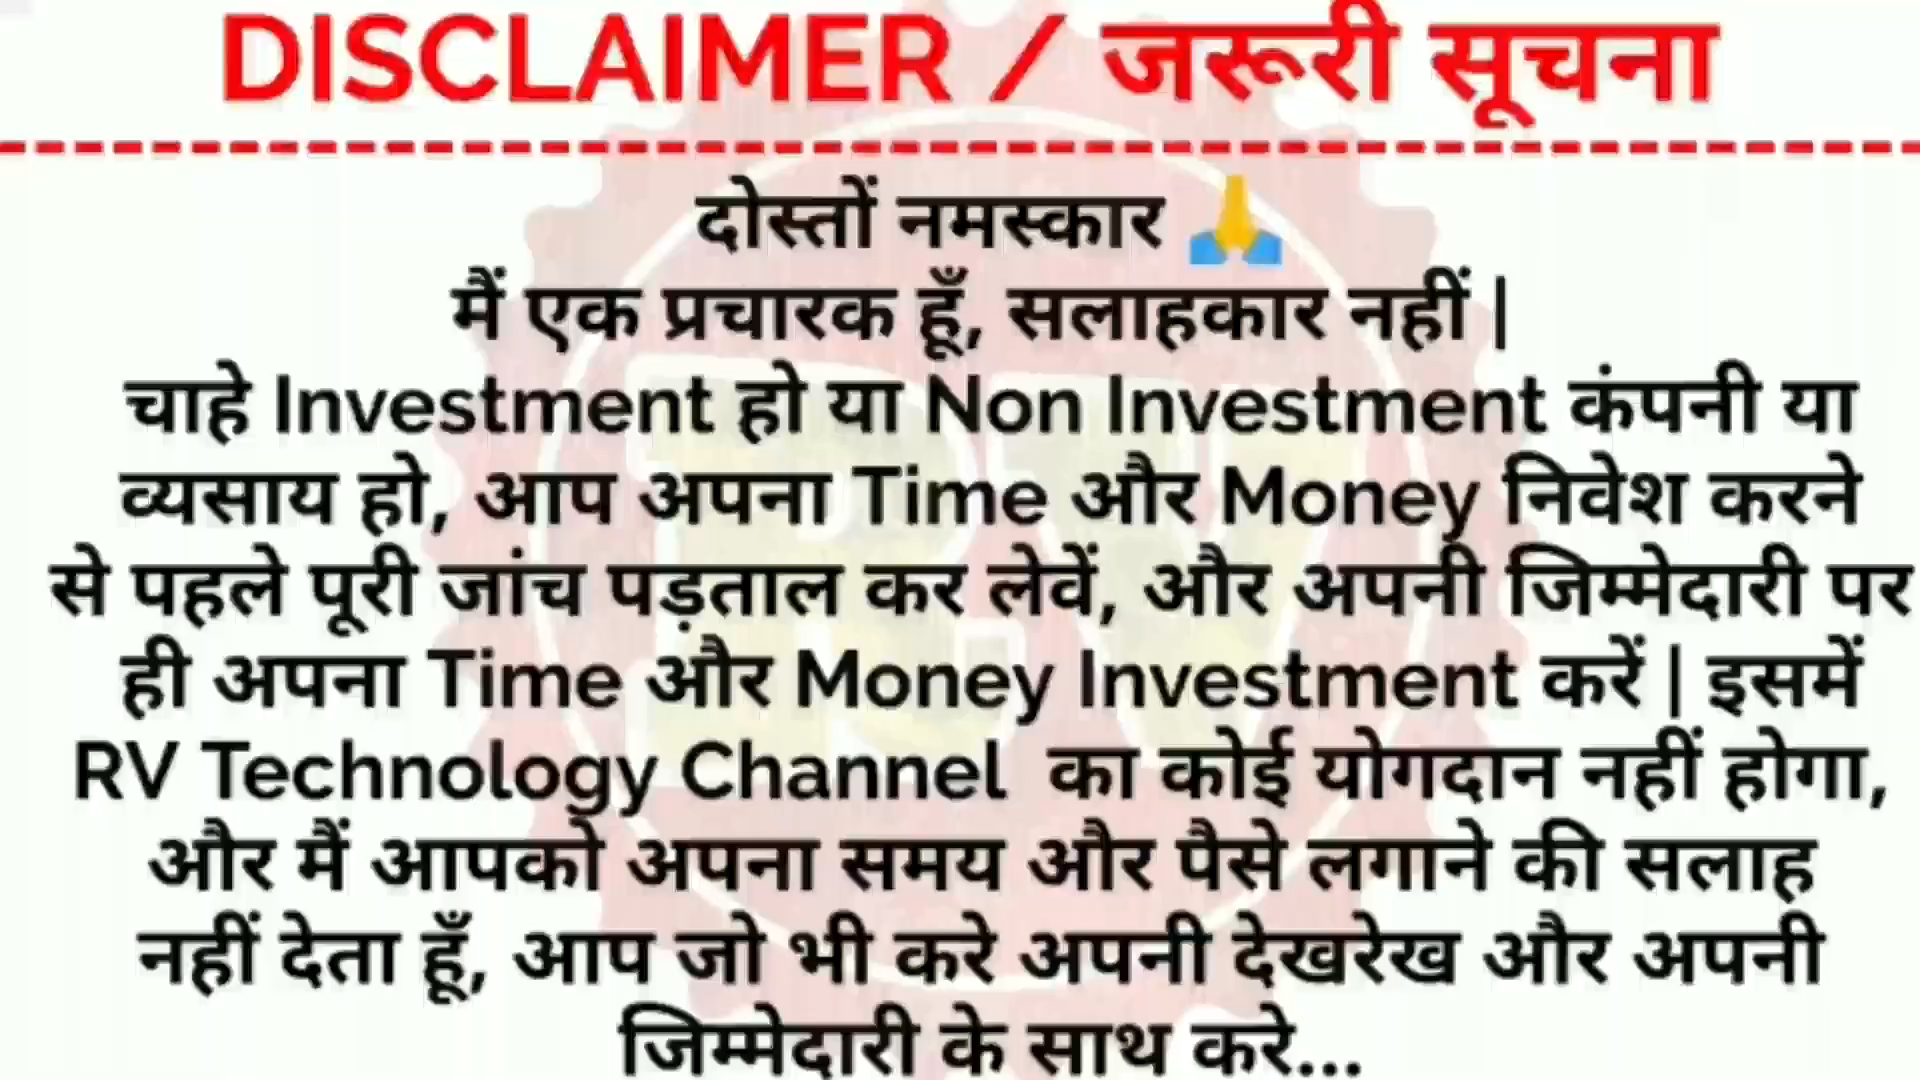 DISCLAIMER / जरूरी सूचना
दोस्तों नमस्कार 🙏
मैं एक प्रचारक हूँ, सलाहकार नहीं |
चाहे Investment हो या Non Investment कंपनी या
व्यसाय हो, आप अपना Time और Money निवेश करने
से पहले पूरी जांच पड़ताल कर लेवें, और अपनी जिम्मेदारी पर
ही अपना Time और Money Investment करें | इसमें
RV Technology Channel का कोई योगदान नहीं होगा,
और मैं आपको अपना समय और पैसे लगाने की सलाह
नहीं देता हूँ, आप जो भी करे अपनी देखरेख और अपनी
जिम्मेदारी के साथ करे...